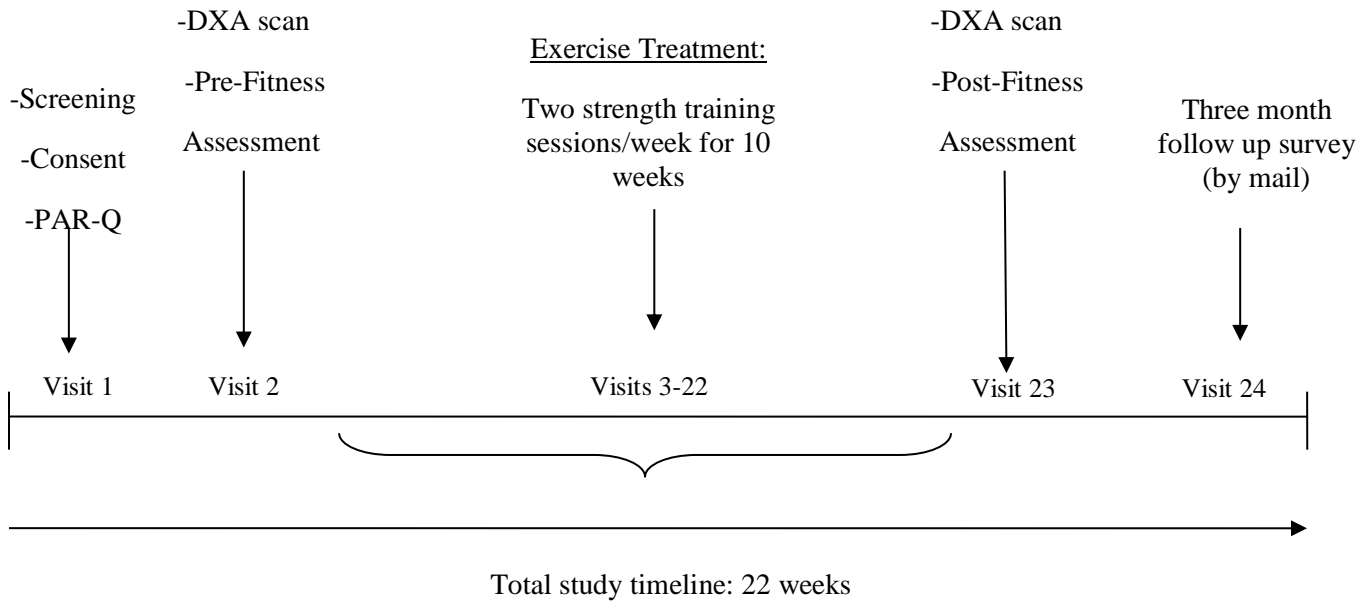 -Screening
-Consent
-PAR-Q
-DXA scan
-Pre-Fitness
Assessment
Exercise Treatment:
Two strength training
sessions/week for 10
weeks
-DXA scan
-Post-Fitness
Assessment
Three month
follow up survey
(by mail)
Visit 1
Visit 2
Visits 3-22
Visit 23
Visit 24
Total study timeline: 22 weeks